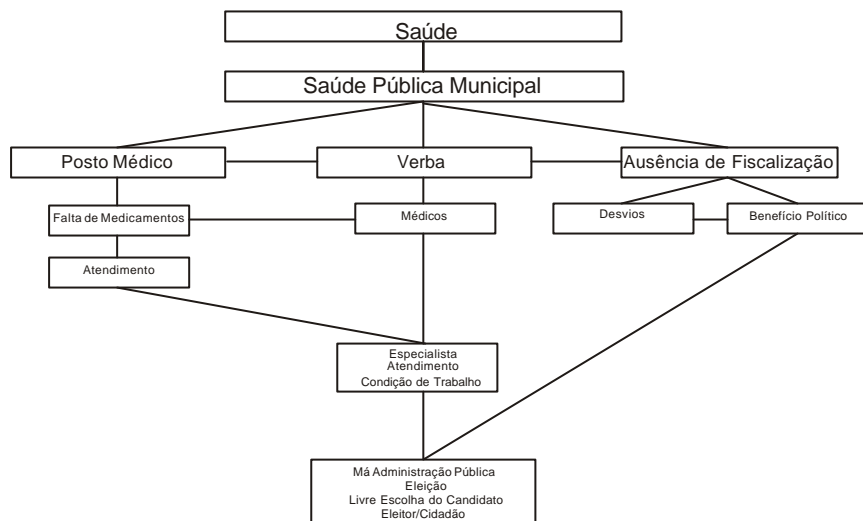 Saúde
Saúde Pública Municipal
Posto Médico
Verba
Ausência de Fiscalização
Falta de Medicamentos
Médicos
Desvios
Benefício Político
Atendimento
Especialista
Atendimento
Condição de Trabalho
Má Administração Pública
Eleição
Livre Escolha do Candidato
Eleitor/Cidadão